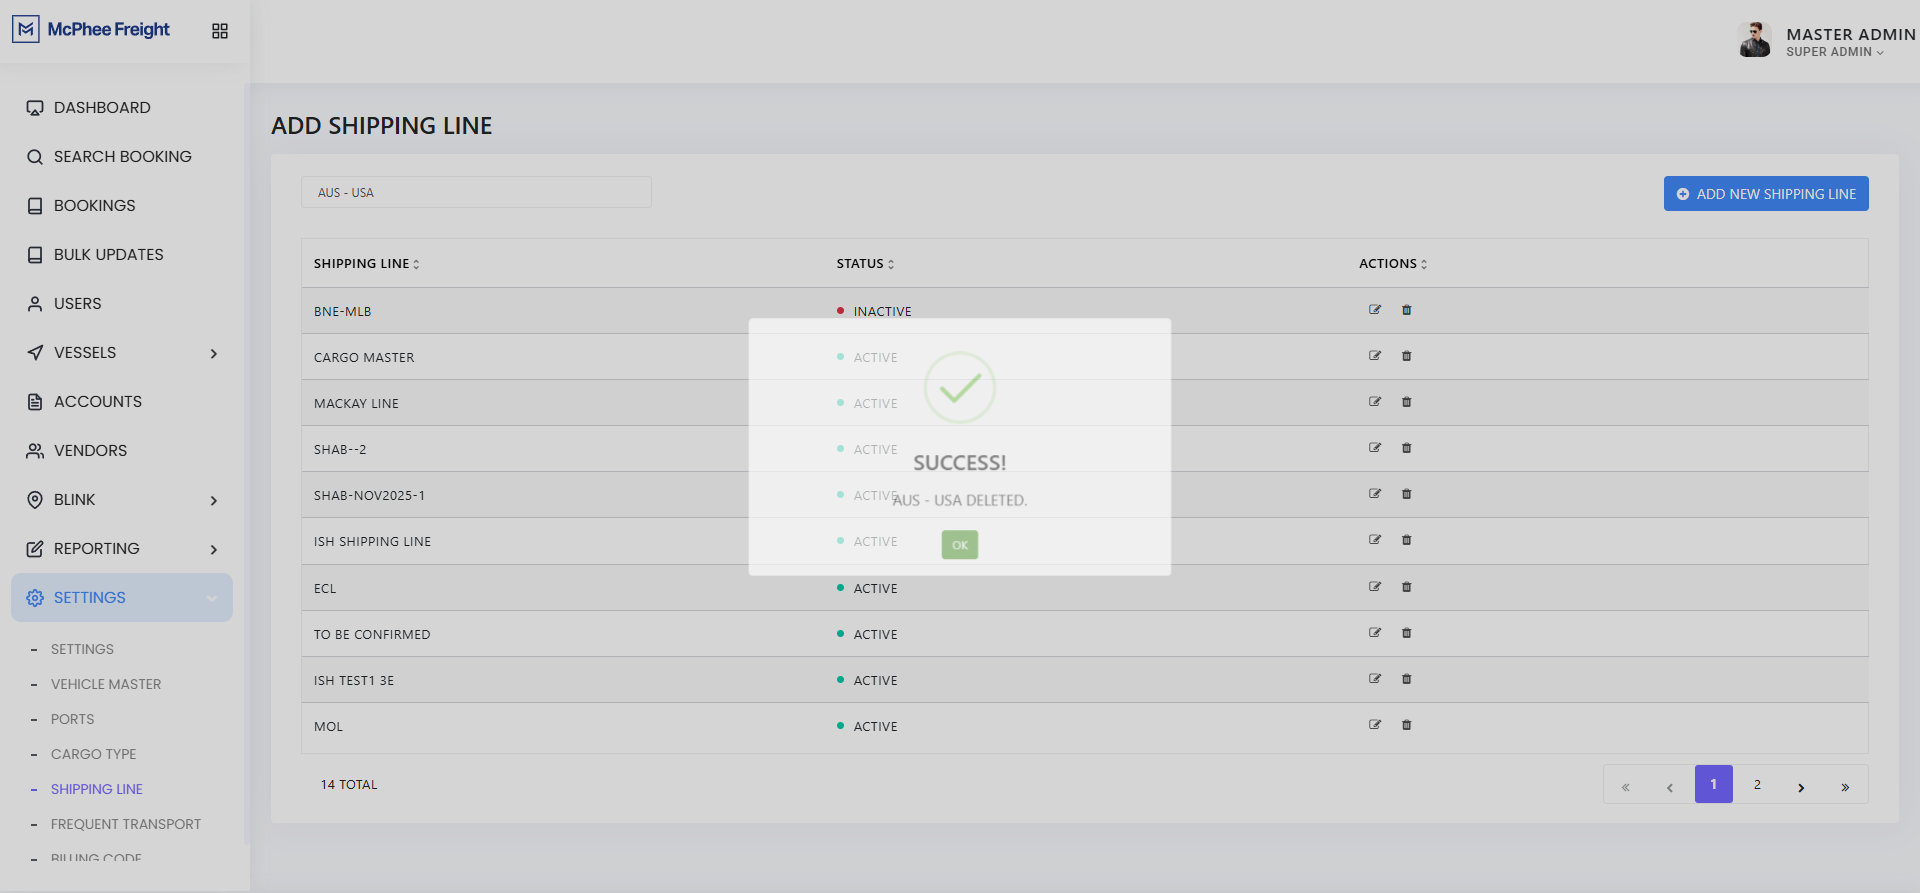 McPhee Freight
MASTER ADMIN
SUPER ADMIN
DASHBOARD
SEARCH BOOKING
BOOKINGS
BULK UPDATES
USERS
VESSELS
ACCOUNTS
VENDORS
BLINK
REPORTING
SETTINGS
- SETTINGS
- VEHICLE MASTER
- PORTS
- CARGO TYPE
- SHIPPING LINE
- FREQUENT TRANSPORT
- BILLING CODE
ADD SHIPPING LINE
AUS - USA
ADD NEW SHIPPING LINE
SHIPPING LINE STATUS ACTIONS
BNE-MLB INACTIVE
CARGO MASTER ACTIVE
MACKAY LINE ACTIVE
SHAB--2 ACTIVE
SHAB-NOV2025-1 ACTIVE
ISH SHIPPING LINE ACTIVE
ECL ACTIVE
TO BE CONFIRMED ACTIVE
ISH TEST1 3E ACTIVE
MOL ACTIVE
SUCCESS!
AUS - USA DELETED.
OK
14 TOTAL
« ‹ 1 2 › »